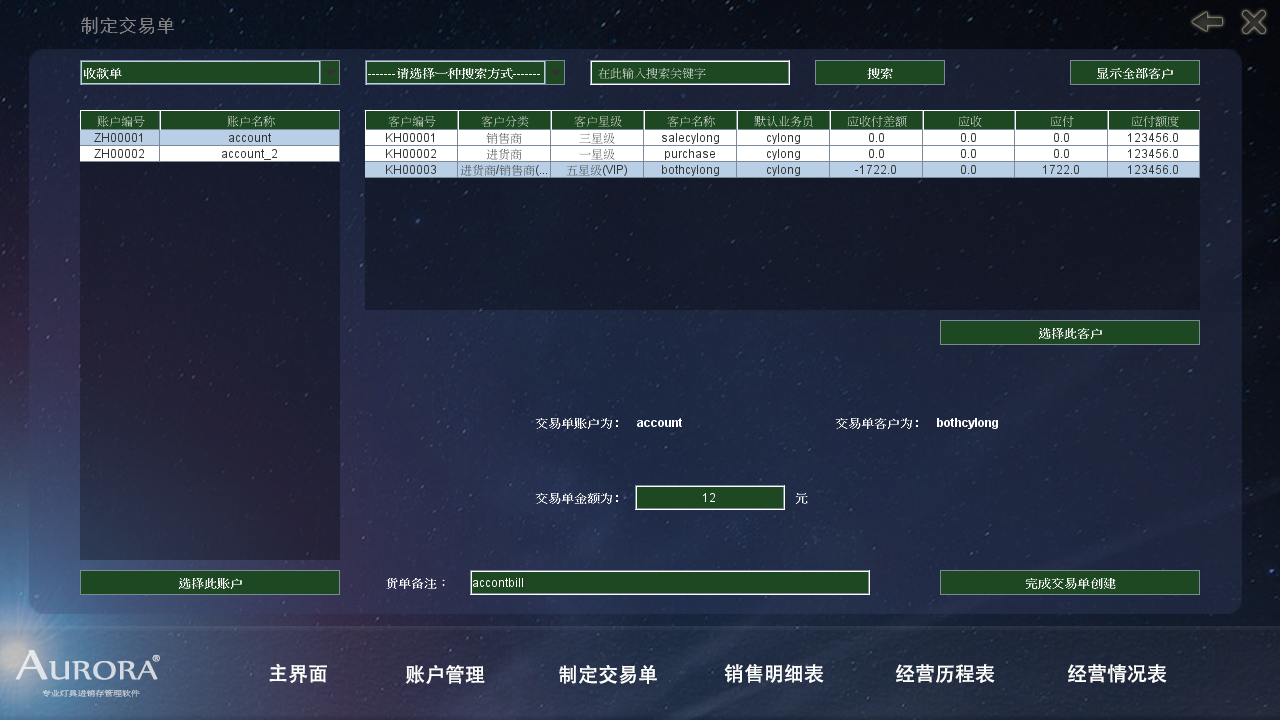 制定交易单
收款单
------请选择一种搜索方式------
在此输入搜索关键字
搜索
显示全部客户
账户编号 账户名称
ZH00001 account
ZH00002 account_2
客户编号 客户分类 客户星级 客户名称 默认业务员 应收付差额 应收 应付 应付额度
KH00001 销售商 三星级 salecylong cylong 0.0 0.0 0.0 123456.0
KH00002 进货商 一星级 purchase cylong 0.0 0.0 0.0 123456.0
KH00003 进货商/销售商(... 五星级(VIP) bothcylong cylong -1722.0 0.0 1722.0 123456.0
选择此客户
交易单账户为： account
交易单客户为： bothcylong
交易单金额为： 12 元
选择此账户
货单备注： accontbill
完成交易单创建
AURORA®
专业灯具进销存管理软件
主界面
账户管理
制定交易单
销售明细表
经营历程表
经营情况表